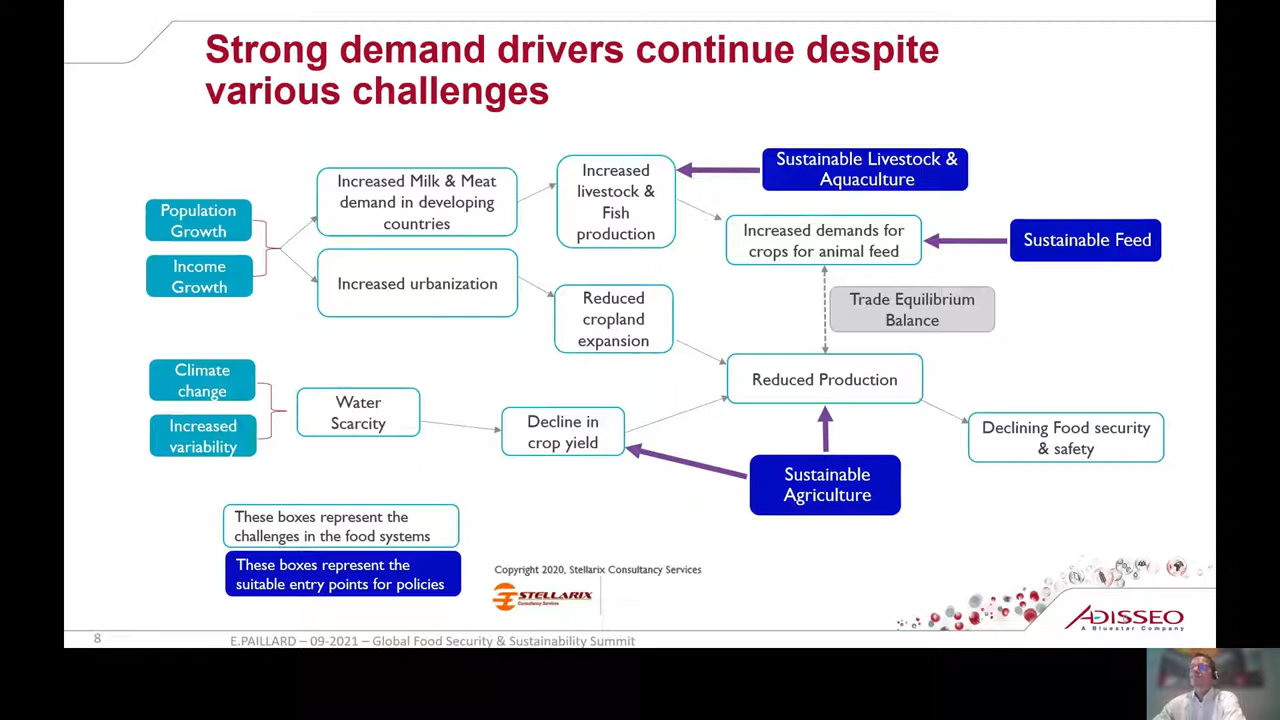 Strong demand drivers continue despite
various challenges
Population
Growth
Income
Growth
Increased Milk & Meat
demand in developing
countries
Increased urbanization
Increased
livestock &
Fish
production
Sustainable Livestock &
Aquaculture
Increased demands for
crops for animal feed
Sustainable Feed
Reduced
cropland
expansion
Trade Equilibrium
Balance
Climate
change
Increased
variability
Water
Scarcity
Decline in
crop yield
Reduced Production
Declining Food security
& safety
Sustainable
Agriculture
These boxes represent the
challenges in the food systems
These boxes represent the
suitable entry points for policies
Copyright 2020, Stellarix Consultancy Services
STELLARIX
Consultancy Services
ADISSEO
A Bluestar Company
8
E.PAILLARD – 09-2021 – Global Food Security & Sustainability Summit